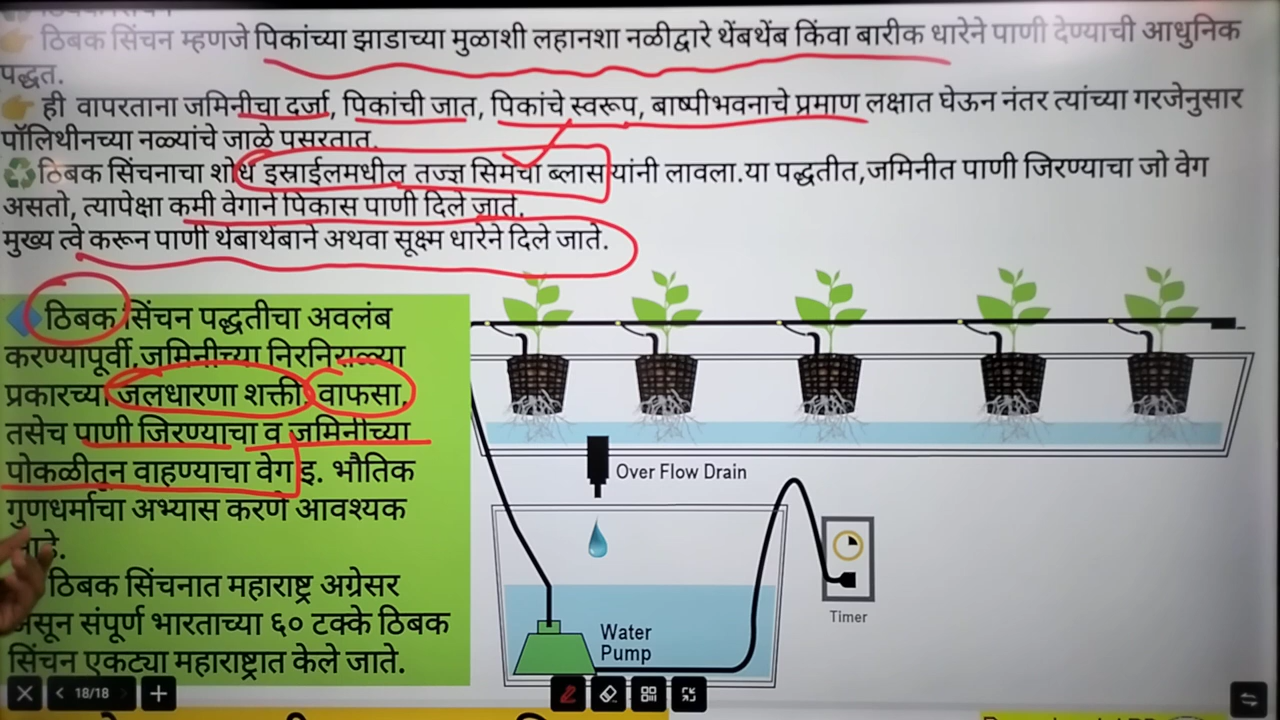 ठिबक सिंचन म्हणजे पिकांच्या झाडाच्या मुळाशी लहानशा नळीद्वारे थेंबथेंब किंवा बारीक धारेने पाणी देण्याची आधुनिक
पद्धत.
ही वापरताना जमिनीचा दर्जा, पिकांची जात, पिकांचे स्वरूप, बाष्पीभवनाचे प्रमाण लक्षात घेऊन नंतर त्यांच्या गरजेनुसार
पॉलिथीनच्या नळ्यांचे जाळे पसरतात.
ठिबक सिंचनाचा शोध इस्राईलमधील तज्ज्ञ सिमचा ब्लास यांनी लावला.या पद्धतीत,जमिनीत पाणी जिरण्याचा जो वेग
असतो, त्यापेक्षा कमी वेगाने पिकास पाणी दिले जाते.
मुख्य त्वे करून पाणी थेंबाथेंबाने अथवा सूक्ष्म धारेने दिले जाते.
ठिबक सिंचन पद्धतीचा अवलंब
करण्यापूर्वी,जमिनीच्या निरनिराळ्या
प्रकारच्या जलधारणा शक्ती, वाफसा,
तसेच पाणी जिरण्याचा व जमिनीच्या
पोकळीतून वाहण्याचा वेग इ. भौतिक
गुणधर्माचा अभ्यास करणे आवश्यक
ठिबक सिंचनात महाराष्ट्र अग्रेसर
असून संपूर्ण भारताच्या ६० टक्के ठिबक
सिंचन एकट्या महाराष्ट्रात केले जाते.
Over Flow Drain
Timer
Water
Pump
18/18